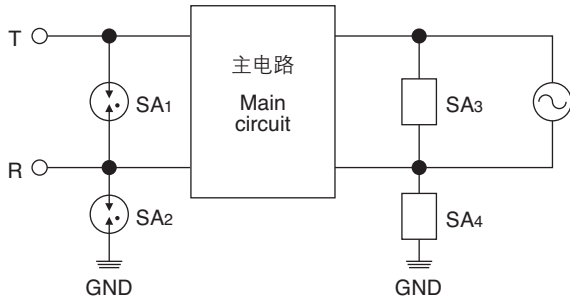 T
主电路
Main
circuit
SA1
SA3
R
SA2
SA4
GND
GND